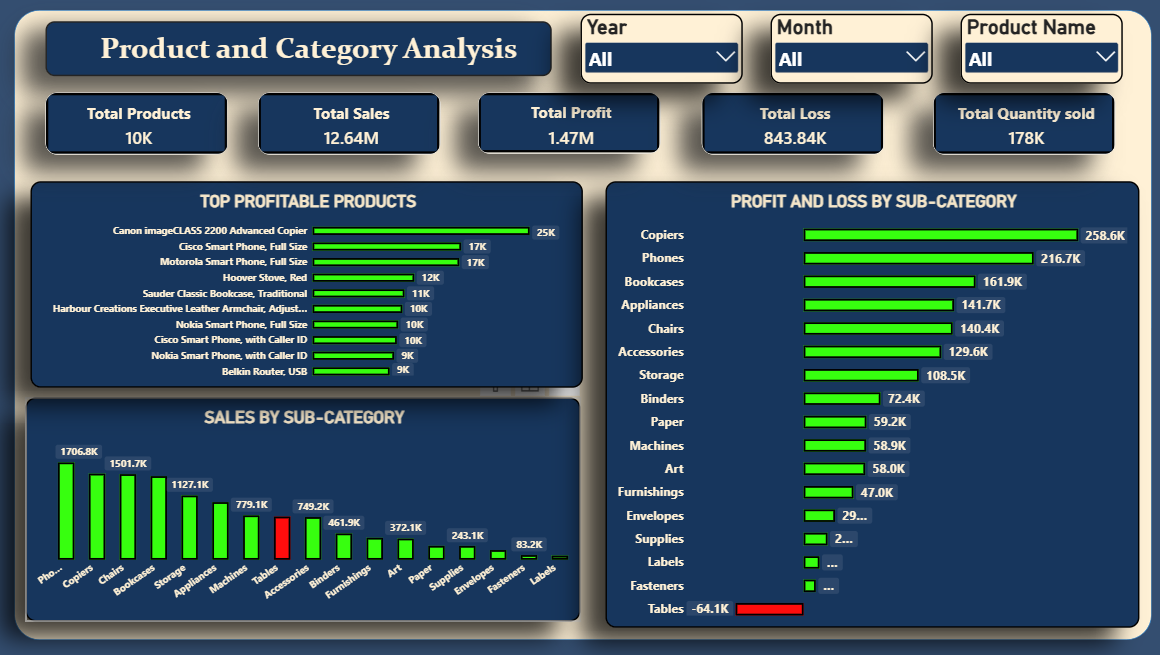 Product and Category Analysis
Year
All
Month
All
Product Name
All
Total Products
10K
Total Sales
12.64M
Total Profit
1.47M
Total Loss
843.84K
Total Quantity sold
178K
TOP PROFITABLE PRODUCTS
Canon imageCLASS 2200 Advanced Copier 25K
Cisco Smart Phone, Full Size 17K
Motorola Smart Phone, Full Size 17K
Hoover Stove, Red 12K
Sauder Classic Bookcase, Traditional 11K
Harbour Creations Executive Leather Armchair, Adjust... 10K
Nokia Smart Phone, Full Size 10K
Cisco Smart Phone, with Caller ID 10K
Nokia Smart Phone, with Caller ID 9K
Belkin Router, USB 9K
SALES BY SUB-CATEGORY
1706.8K
1501.7K
1127.1K
779.1K
749.2K
461.9K
372.1K
243.1K
83.2K
Pho...
Copiers
Chairs
Bookcases
Storage
Appliances
Machines
Tables
Accessories
Binders
Furnishings
Art
Paper
Supplies
Envelopes
Fasteners
Labels
PROFIT AND LOSS BY SUB-CATEGORY
Copiers 258.6K
Phones 216.7K
Bookcases 161.9K
Appliances 141.7K
Chairs 140.4K
Accessories 129.6K
Storage 108.5K
Binders 72.4K
Paper 59.2K
Machines 58.9K
Art 58.0K
Furnishings 47.0K
Envelopes 29...
Supplies 2...
Labels ...
Fasteners ...
Tables -64.1K